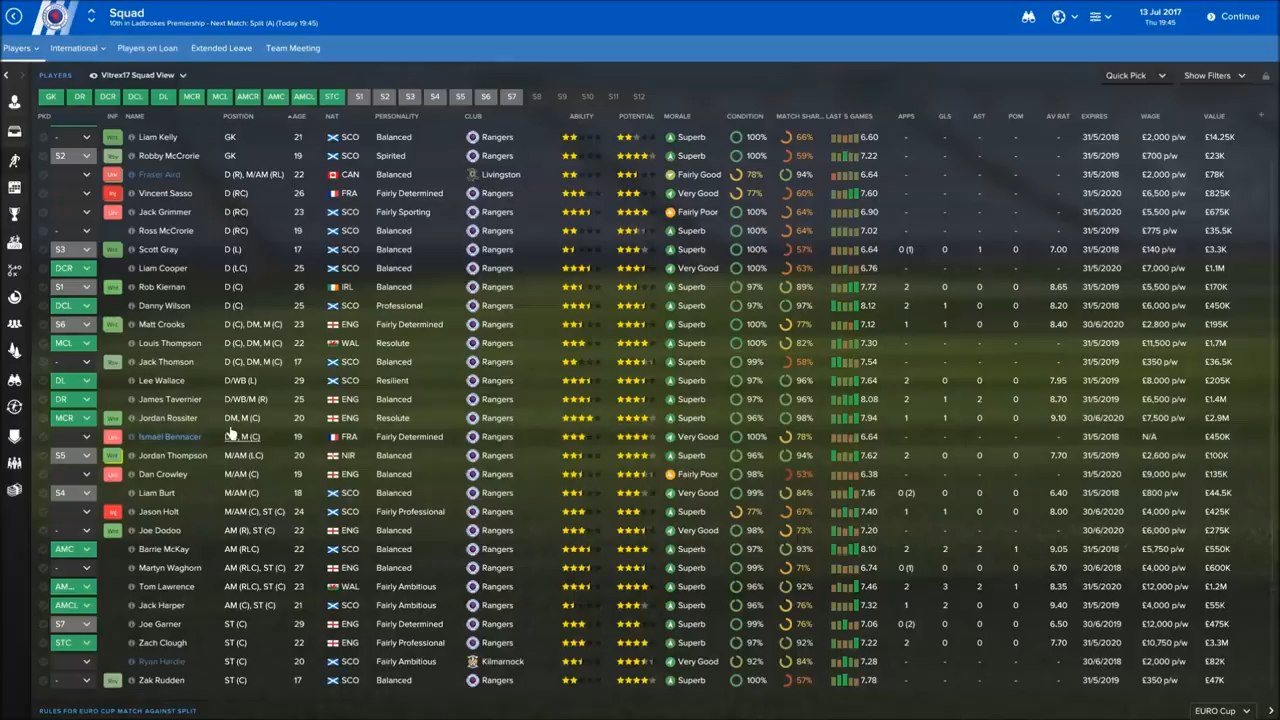 Squad
10th in Ladbrokes Premiership - Next Match: Split (A) (Today 19:45)
13 Jul 2017
Thu 19:45
Continue
Players International Players on Loan Extended Leave Team Meeting
PLAYERS Vitrex17 Squad View Quick Pick Show Filters
GK DR DCR DCL DL MCR MCL AMCR AMC AMCL STC S1 S2 S3 S4 S5 S6 S7 S8 S9 S10 S11 S12
PKD INF NAME POSITION AGE NAT PERSONALITY CLUB ABILITY POTENTIAL MORALE CONDITION MATCH SHAR... LAST 5 GAMES APPS GLS AST POM AV RAT EXPIRES WAGE VALUE
- Liam Kelly GK 21 SCO Balanced Rangers Superb 100% 66% 6.60 - - - - - 31/5/2018 £2,000 p/w £14.25K
S2 Robby McCrorie GK 19 SCO Spirited Rangers Superb 100% 59% 7.22 - - - - - 31/5/2019 £700 p/w £23K
Fraser Aird D (R), M/AM (RL) 22 CAN Balanced Livingston Fairly Good 78% 94% 6.64 - - - - - 31/5/2018 £2,000 p/w £78K
Vincent Sasso D (RC) 26 FRA Fairly Determined Rangers Very Good 77% 60% 7.60 - - - - - 31/5/2020 £6,500 p/w £825K
Jack Grimmer D (RC) 23 SCO Fairly Sporting Rangers Fairly Poor 100% 64% 6.90 - - - - - 31/5/2020 £5,500 p/w £675K
- Ross McCrorie D (RC) 19 SCO Balanced Rangers Superb 100% 64% 7.02 - - - - - 31/5/2019 £775 p/w £35.5K
S3 Scott Gray D (L) 17 SCO Balanced Rangers Superb 100% 57% 6.64 0 (1) - 1 - 7.00 31/5/2018 £140 p/w £3.3K
DCR Liam Cooper D (LC) 25 SCO Balanced Rangers Very Good 100% 63% 6.76 - - - - - 31/5/2020 £7,000 p/w £1.1M
S1 Rob Kiernan D (C) 26 IRL Balanced Rangers Superb 97% 89% 7.72 2 0 0 0 8.65 31/5/2019 £5,500 p/w £170K
DCL Danny Wilson D (C) 25 SCO Professional Rangers Superb 97% 97% 8.12 2 1 0 0 8.20 31/5/2018 £6,000 p/w £450K
S6 Matt Crooks D (C), DM, M (C) 23 ENG Fairly Determined Rangers Superb 100% 77% 7.12 1 1 0 0 8.40 30/6/2020 £2,800 p/w £195K
MCL Louis Thompson D (C), DM, M (C) 22 WAL Resolute Rangers Superb 100% 82% 7.30 - - - - - 31/5/2020 £11,500 p/w £1.7M
- Jack Thomson D (C), DM, M (C) 17 SCO Balanced Rangers Superb 99% 58% 7.54 - - - - - 31/5/2019 £350 p/w £36.5K
DL Lee Wallace D/WB (L) 29 SCO Resilient Rangers Superb 97% 96% 7.64 2 0 0 0 7.95 31/5/2019 £8,000 p/w £205K
DR James Tavernier D/WB/M (R) 25 ENG Balanced Rangers Superb 97% 96% 8.08 2 1 2 0 8.90 31/5/2019 £6,500 p/w £1.4M
MCR Jordan Rossiter DM, M (C) 20 ENG Resolute Rangers Superb 96% 98% 7.94 1 1 0 0 9.10 30/6/2020 £7,500 p/w £2.9M
Ismaël Bennacer DM, M (C) 19 FRA Fairly Determined Rangers Very Good 100% 78% 6.64 - - - - - 31/5/2018 N/A £450K
S5 Jordan Thompson M/AM (LC) 20 NIR Balanced Rangers Superb 96% 94% 7.62 2 0 0 0 7.70 31/5/2019 £2,600 p/w £100K
Dan Crowley M/AM (C) 19 ENG Balanced Rangers Fairly Poor 98% 53% 6.38 - - - - - 31/5/2020 £9,000 p/w £135K
S4 Liam Burt M/AM (C) 18 SCO Balanced Rangers Very Good 99% 84% 7.16 0 (2) - - - 6.40 31/5/2018 £800 p/w £44.5K
Jason Holt M/AM (C), ST (C) 24 SCO Fairly Professional Rangers Superb 77% 67% 7.40 1 1 0 0 8.00 30/6/2020 £4,000 p/w £425K
- Joe Dodoo AM (R), ST (C) 22 ENG Balanced Rangers Very Good 98% 73% 7.20 - - - - - 30/6/2020 £6,000 p/w £275K
AMC Barrie McKay AM (RLC) 22 SCO Balanced Rangers Superb 97% 93% 8.10 2 2 2 1 9.05 31/5/2018 £5,750 p/w £550K
- Martyn Waghorn AM (RLC), ST (C) 27 ENG Balanced Rangers Superb 99% 71% 6.74 0 (1) - - - 6.70 30/6/2018 £4,000 p/w £600K
AM... Tom Lawrence AM (RLC), ST (C) 23 WAL Fairly Ambitious Rangers Superb 96% 92% 7.46 2 3 2 1 8.35 31/5/2020 £12,000 p/w £1.2M
AMCL Jack Harper AM (C), ST (C) 21 SCO Fairly Ambitious Rangers Superb 96% 76% 7.32 1 2 0 0 9.40 31/5/2019 £4,000 p/w £55K
S7 Joe Garner ST (C) 29 ENG Balanced Rangers Superb 99% 76% 7.06 0 (2) - - - 6.50 30/6/2019 £8,000 p/w £475K
STC Zach Clough ST (C) 22 ENG Fairly Professional Rangers Superb 97% 92% 7.22 2 0 0 0 7.70 31/5/2020 £10,750 p/w £3.3M
Ryan Hardie ST (C) 20 SCO Fairly Ambitious Kilmarnock Very Good 92% 84% 7.28 - - - - - 30/6/2018 £2,000 p/w £82K
- Zak Rudden ST (C) 17 SCO Balanced Rangers Superb 100% 57% 7.78 - - - - - 31/5/2019 £350 p/w £47K
RULES FOR EURO CUP MATCH AGAINST SPLIT EURO Cup